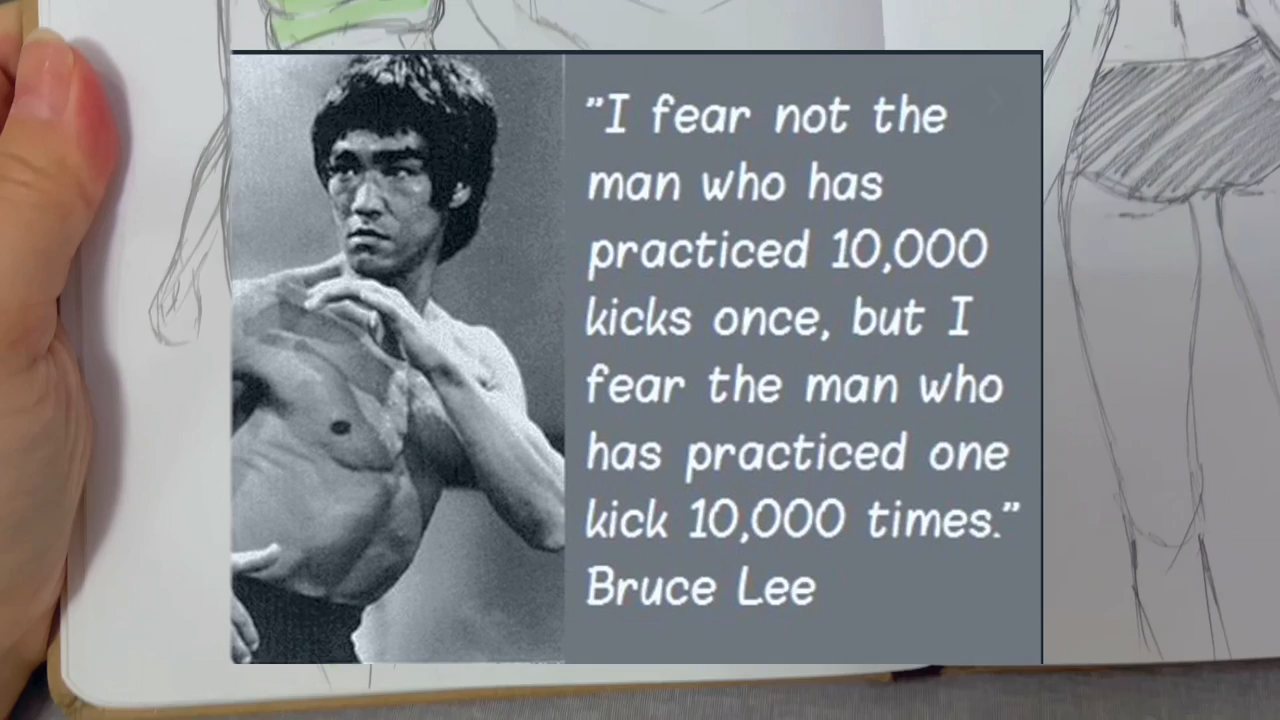 "I fear not the
man who has
practiced 10,000
kicks once, but I
fear the man who
has practiced one
kick 10,000 times."
Bruce Lee